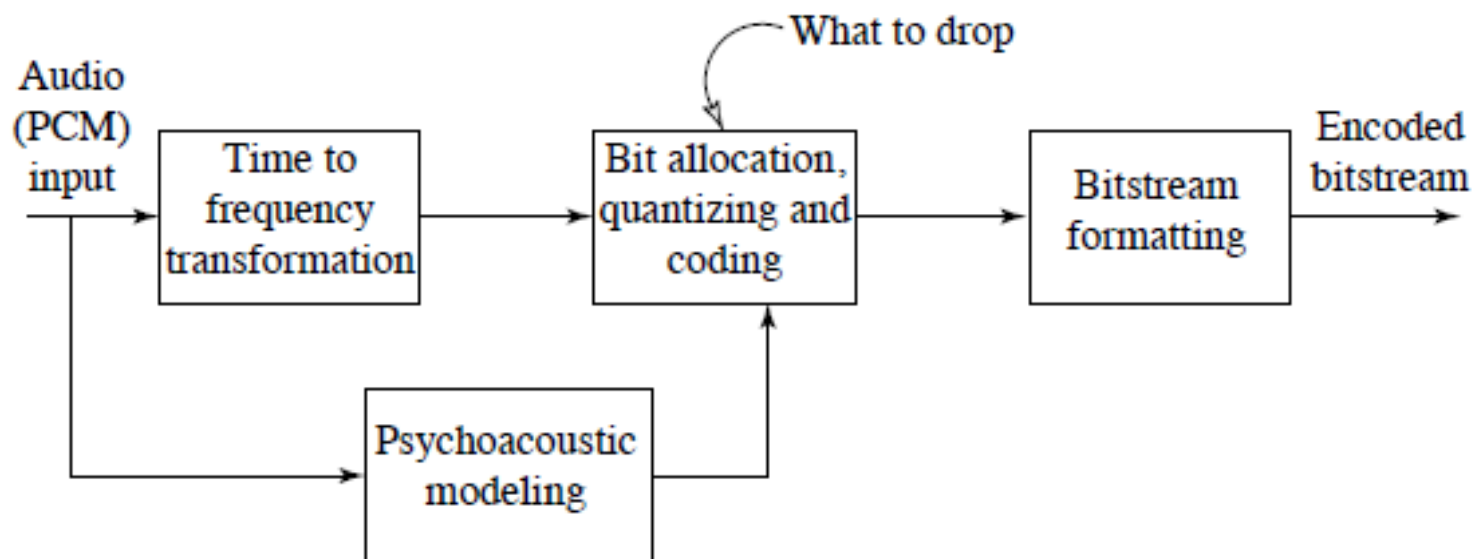 What to drop
Audio
(PCM)
input
Time to
frequency
transformation
Bit allocation,
quantizing and
coding
Bitstream
formatting
Encoded
bitstream
Psychoacoustic
modeling